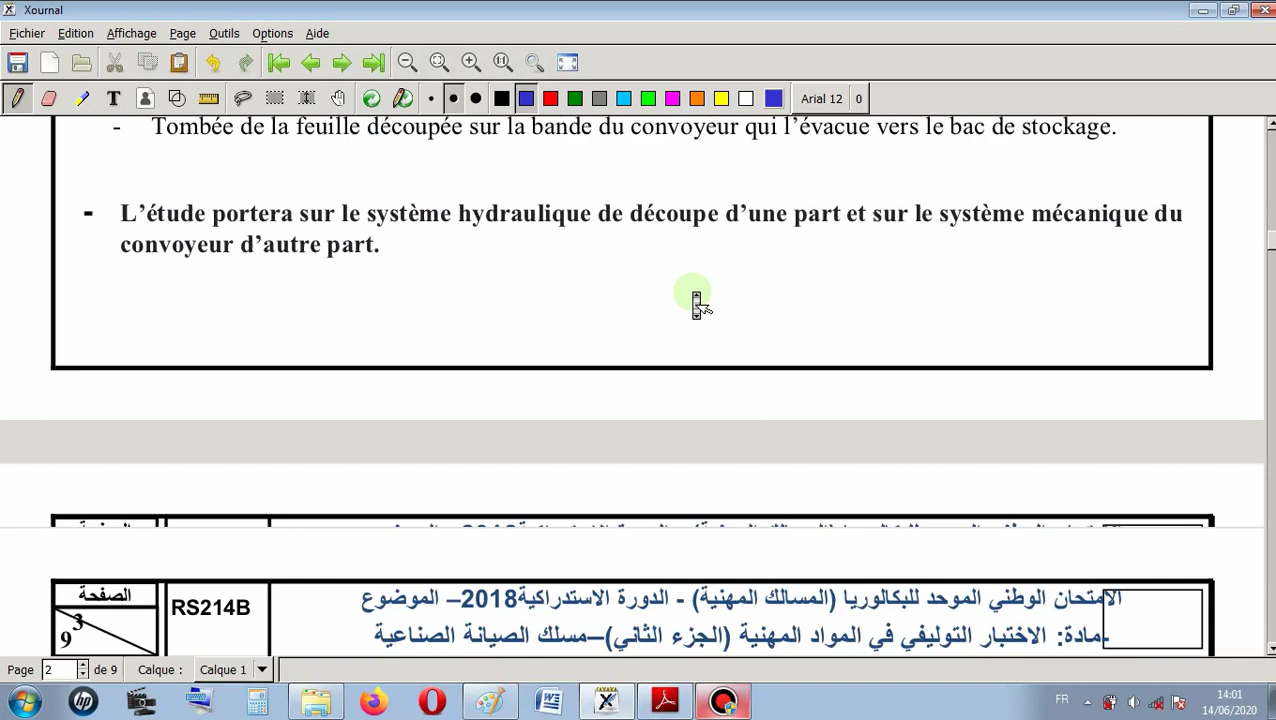 Xournal
Fichier Edition Affichage Page Outils Options Aide
Arial 12 0
- Tombée de la feuille découpée sur la bande du convoyeur qui l’évacue vers le bac de stockage.
- L’étude portera sur le système hydraulique de découpe d’une part et sur le système mécanique du
convoyeur d’autre part.
الصفحة
3
9
RS214B
الامتحان الوطني الموحد للبكالوريا (المسالك المهنية) - الدورة الاستدراكية2018– الموضوع
-مادة: الاختبار التوليفي في المواد المهنية (الجزء الثاني)–مسلك الصيانة الصناعية
Page 2 de 9 Calque : Calque 1
FR
14:01
14/06/2020